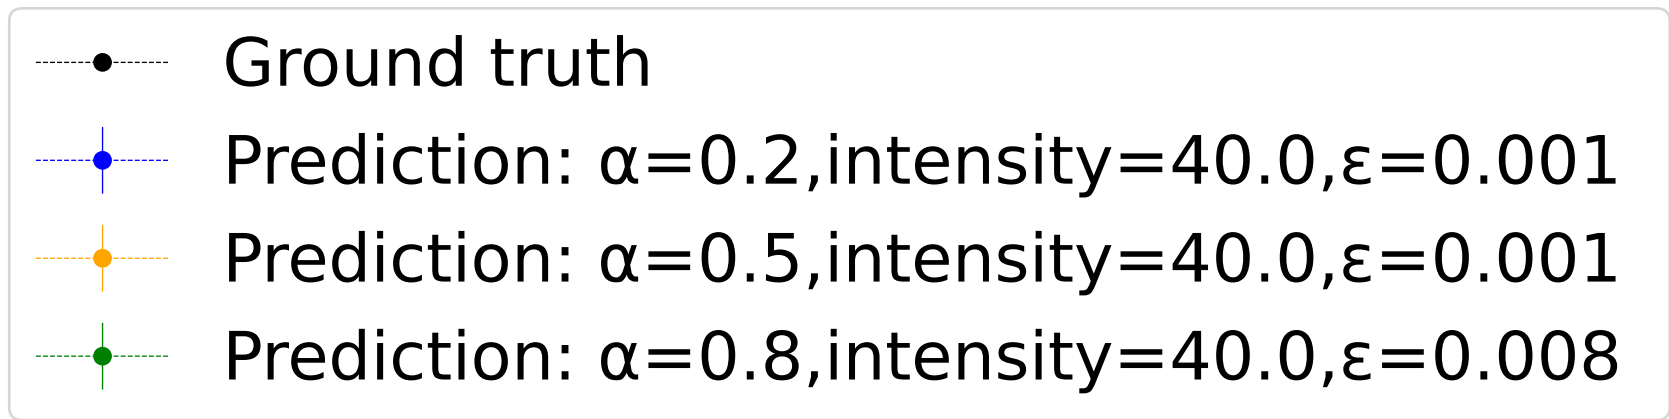 Ground truth
Prediction: α=0.2,intensity=40.0,ε=0.001
Prediction: α=0.5,intensity=40.0,ε=0.001
Prediction: α=0.8,intensity=40.0,ε=0.008